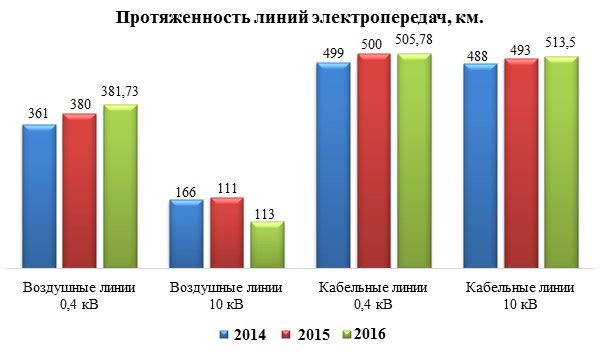 Протяженность линий электропередач, км.
361 380 381,73
166 111 113
499 500 505,78
488 493 513,5
Воздушные линии
0,4 кВ
Воздушные линии
10 кВ
Кабельные линии
0,4 кВ
Кабельные линии
10 кВ
2014 2015 2016